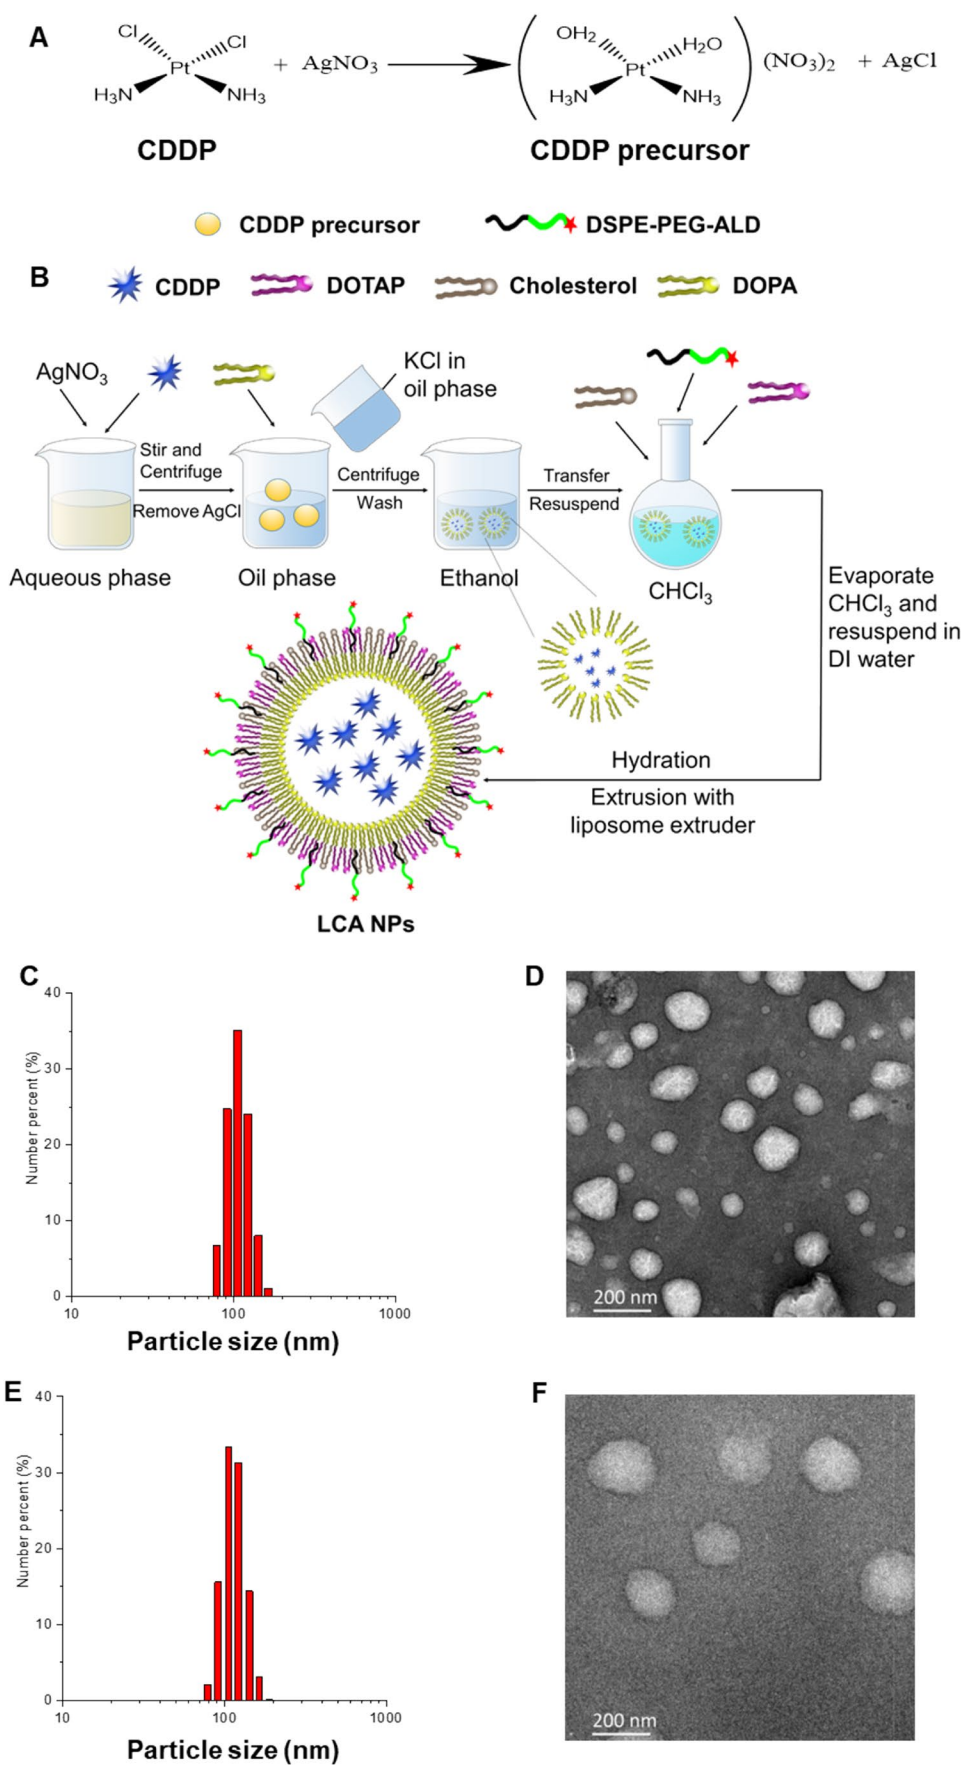 A
Cl
Cl
Pt
H₃N
NH₃
+ AgNO₃
OH2
H₂O
Pt
H₃N
NH₃
(NO₃)₂ + AgCl
CDDP
CDDP precursor
CDDP precursor
DSPE-PEG-ALD
B
CDDP
DOTAP
Cholesterol
DOPA
AgNO₃
KCl in
oil phase
Stir and
Centrifuge
Remove AgCl
Centrifuge
Wash
Transfer
Resuspend
Aqueous phase
Oil phase
Ethanol
CHCl₃
Evaporate
CHCl₃ and
resuspend in
DI water
Hydration
Extrusion with
liposome extruder
LCA NPs
C
Number percent (%)
40
30
20
10
0
10
100
1000
Particle size (nm)
D
200 nm
E
Number percent (%)
40
30
20
10
0
10
100
1000
Particle size (nm)
F
200 nm